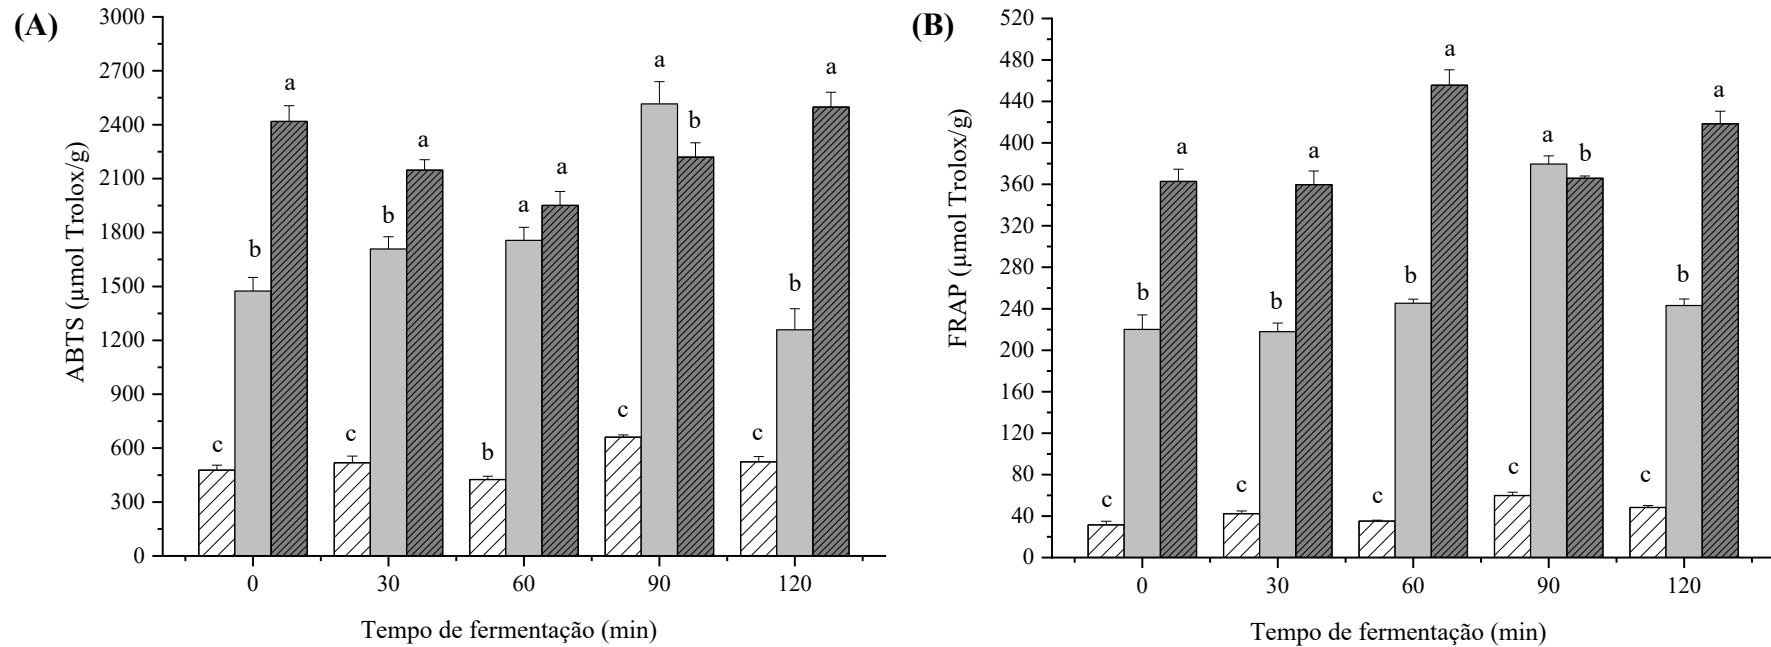 (A)
3000
2700
2400
2100
1800
1500
1200
900
600
300
0
ABTS (µmol Trolox/g)
c b a
c b a
b a a
c a b
c b a
0 30 60 90 120
Tempo de fermentação (min)
(B)
520
480
440
400
360
320
280
240
200
160
120
80
40
0
FRAP (µmol Trolox/g)
c b a
c b a
c b a
c a b
c b a
0 30 60 90 120
Tempo de fermentação (min)